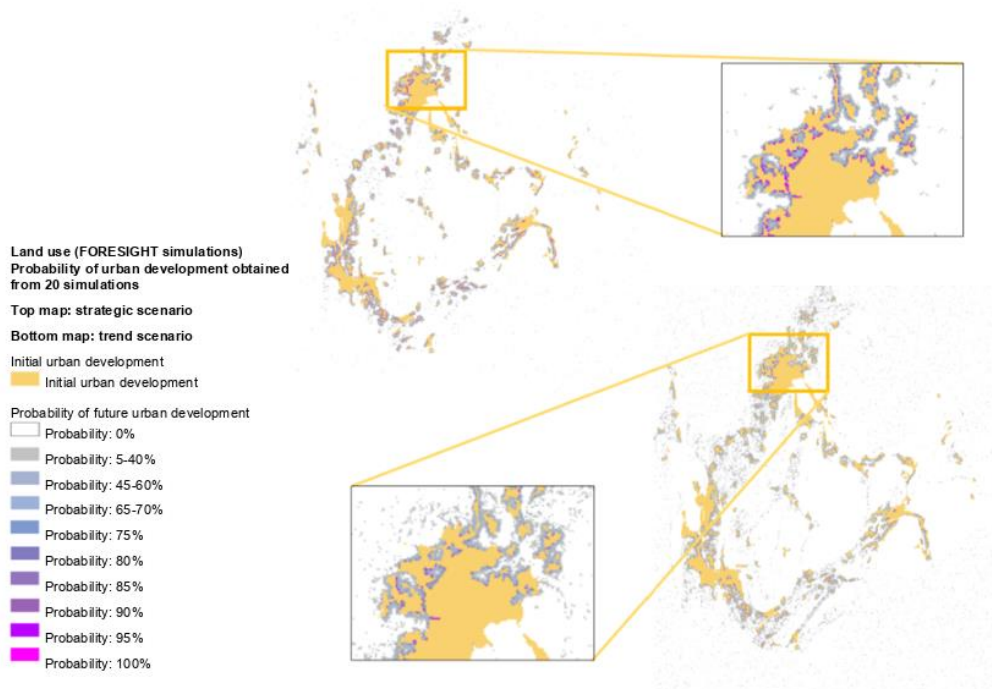 Land use (FORESIGHT simulations)
Probability of urban development obtained
from 20 simulations
Top map: strategic scenario
Bottom map: trend scenario
Initial urban development
Initial urban development
Probability of future urban development
Probability: 0%
Probability: 5-40%
Probability: 45-60%
Probability: 65-70%
Probability: 75%
Probability: 80%
Probability: 85%
Probability: 90%
Probability: 95%
Probability: 100%